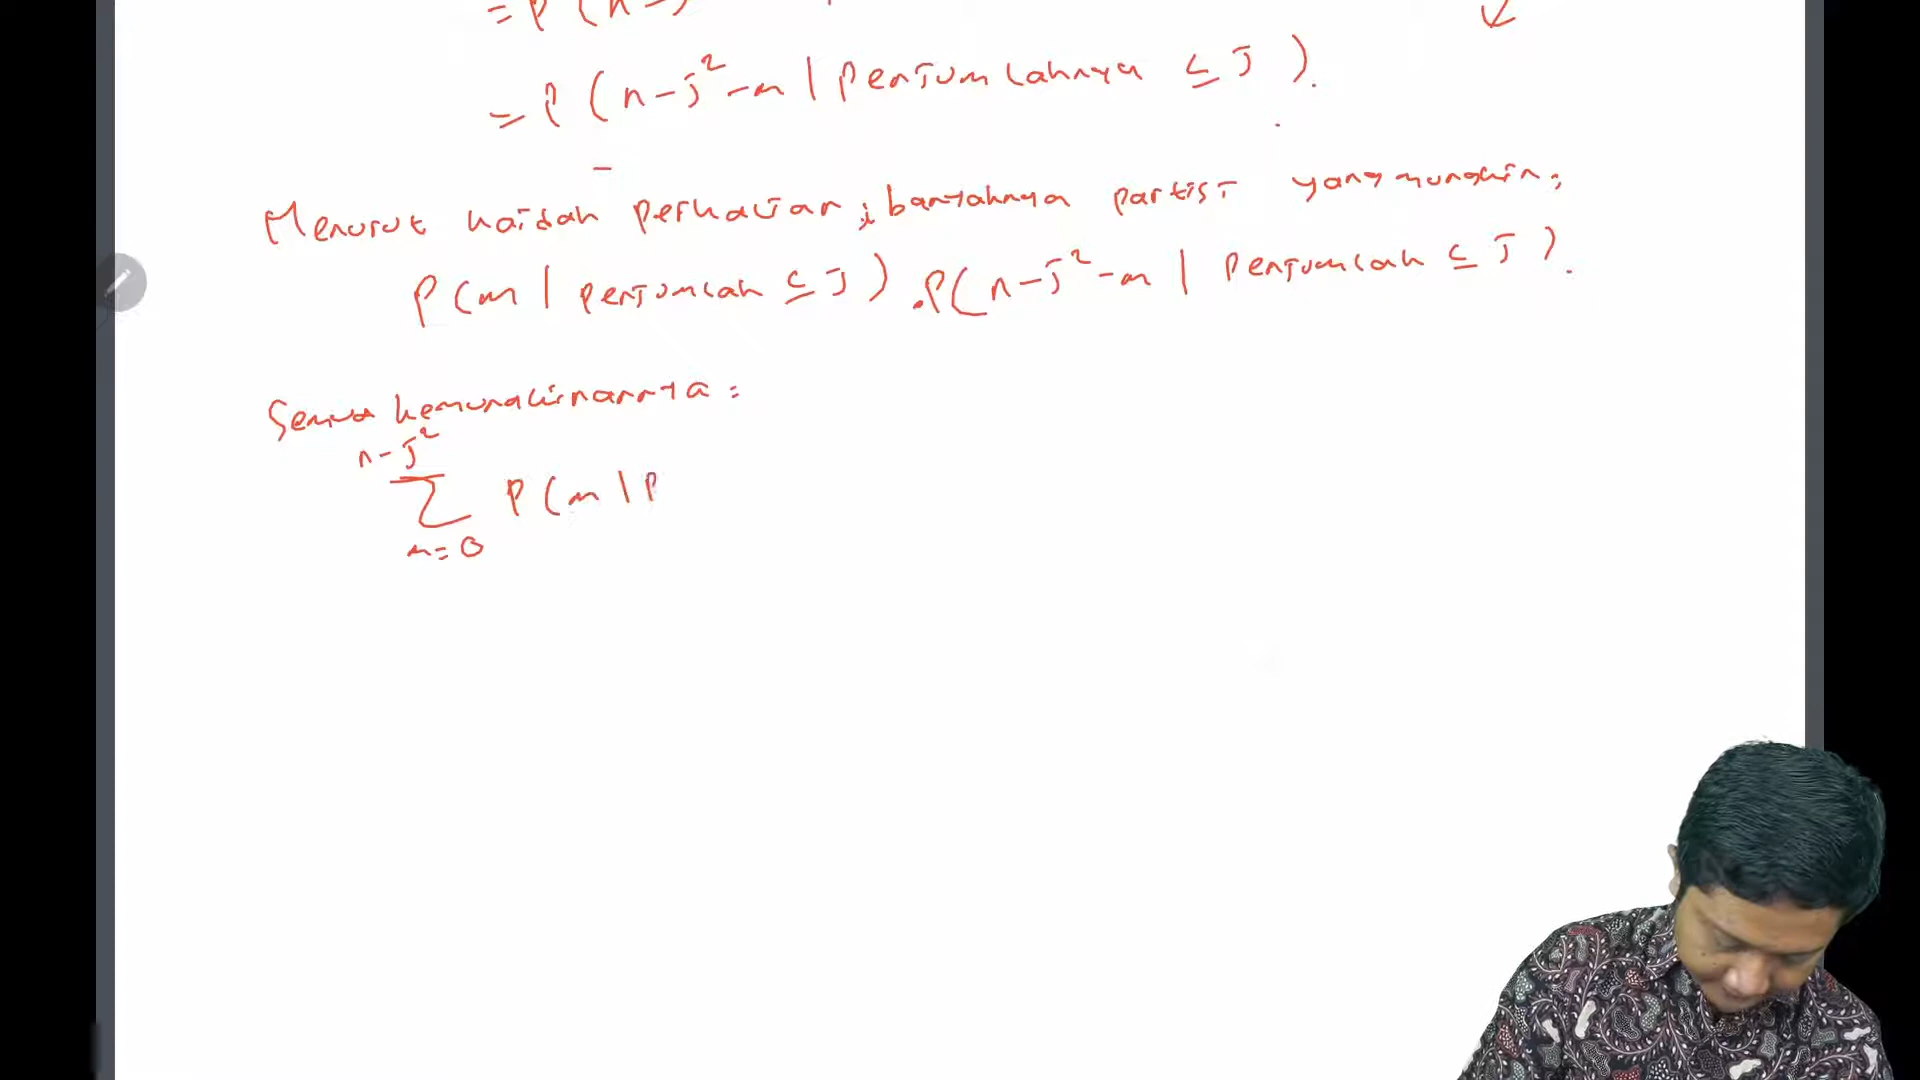 = P (n-
= P (n-j²-m | Penjumlahnya ≤ J ).
Menurut kaidah perkalian, banyaknya partisi yang mungkin:
P (m | penjumlah ≤ J ) . P(n-j²-m | Penjumlah ≤ J ).
Semua kemungkinannya :
n-j²
∑ P (m | P
m=0